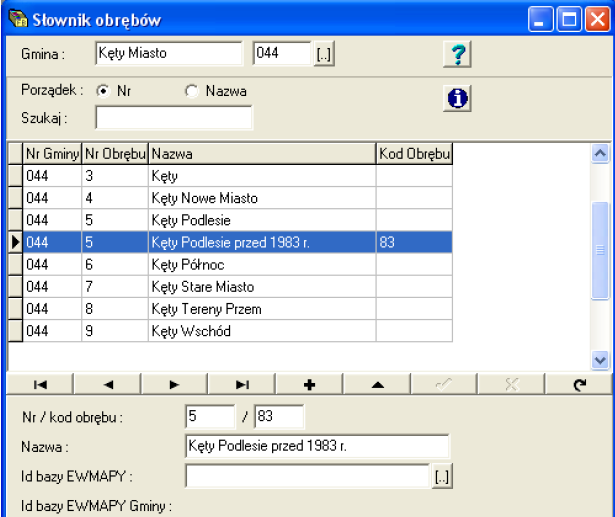 Słownik obrębów
Gmina : Kęty Miasto 044 [..]
Porządek : Nr Nazwa
Szukaj :
Nr Gminy Nr Obrębu Nazwa Kod Obrębu
044 3 Kęty
044 4 Kęty Nowe Miasto
044 5 Kęty Podlesie
044 5 Kęty Podlesie przed 1983 r. 83
044 6 Kęty Północ
044 7 Kęty Stare Miasto
044 8 Kęty Tereny Przem
044 9 Kęty Wschód
Nr / kod obrębu : 5 / 83
Nazwa : Kęty Podlesie przed 1983 r.
Id bazy EWMAPY : [..]
Id bazy EWMAPY Gminy :